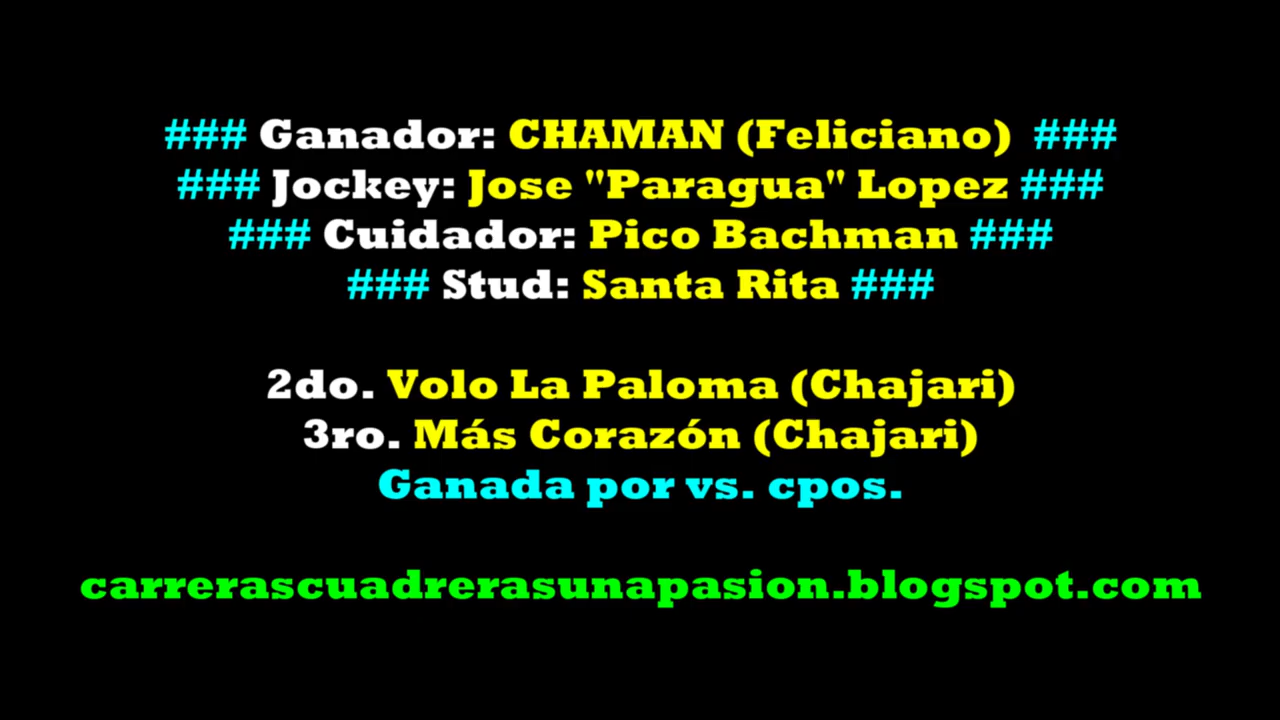 ### Ganador: CHAMAN (Feliciano) ###
### Jockey: Jose "Paragua" Lopez ###
### Cuidador: Pico Bachman ###
### Stud: Santa Rita ###
2do. Volo La Paloma (Chajari)
3ro. Más Corazón (Chajari)
Ganada por vs. cpos.
carrerascuadrerasunapasion.blogspot.com